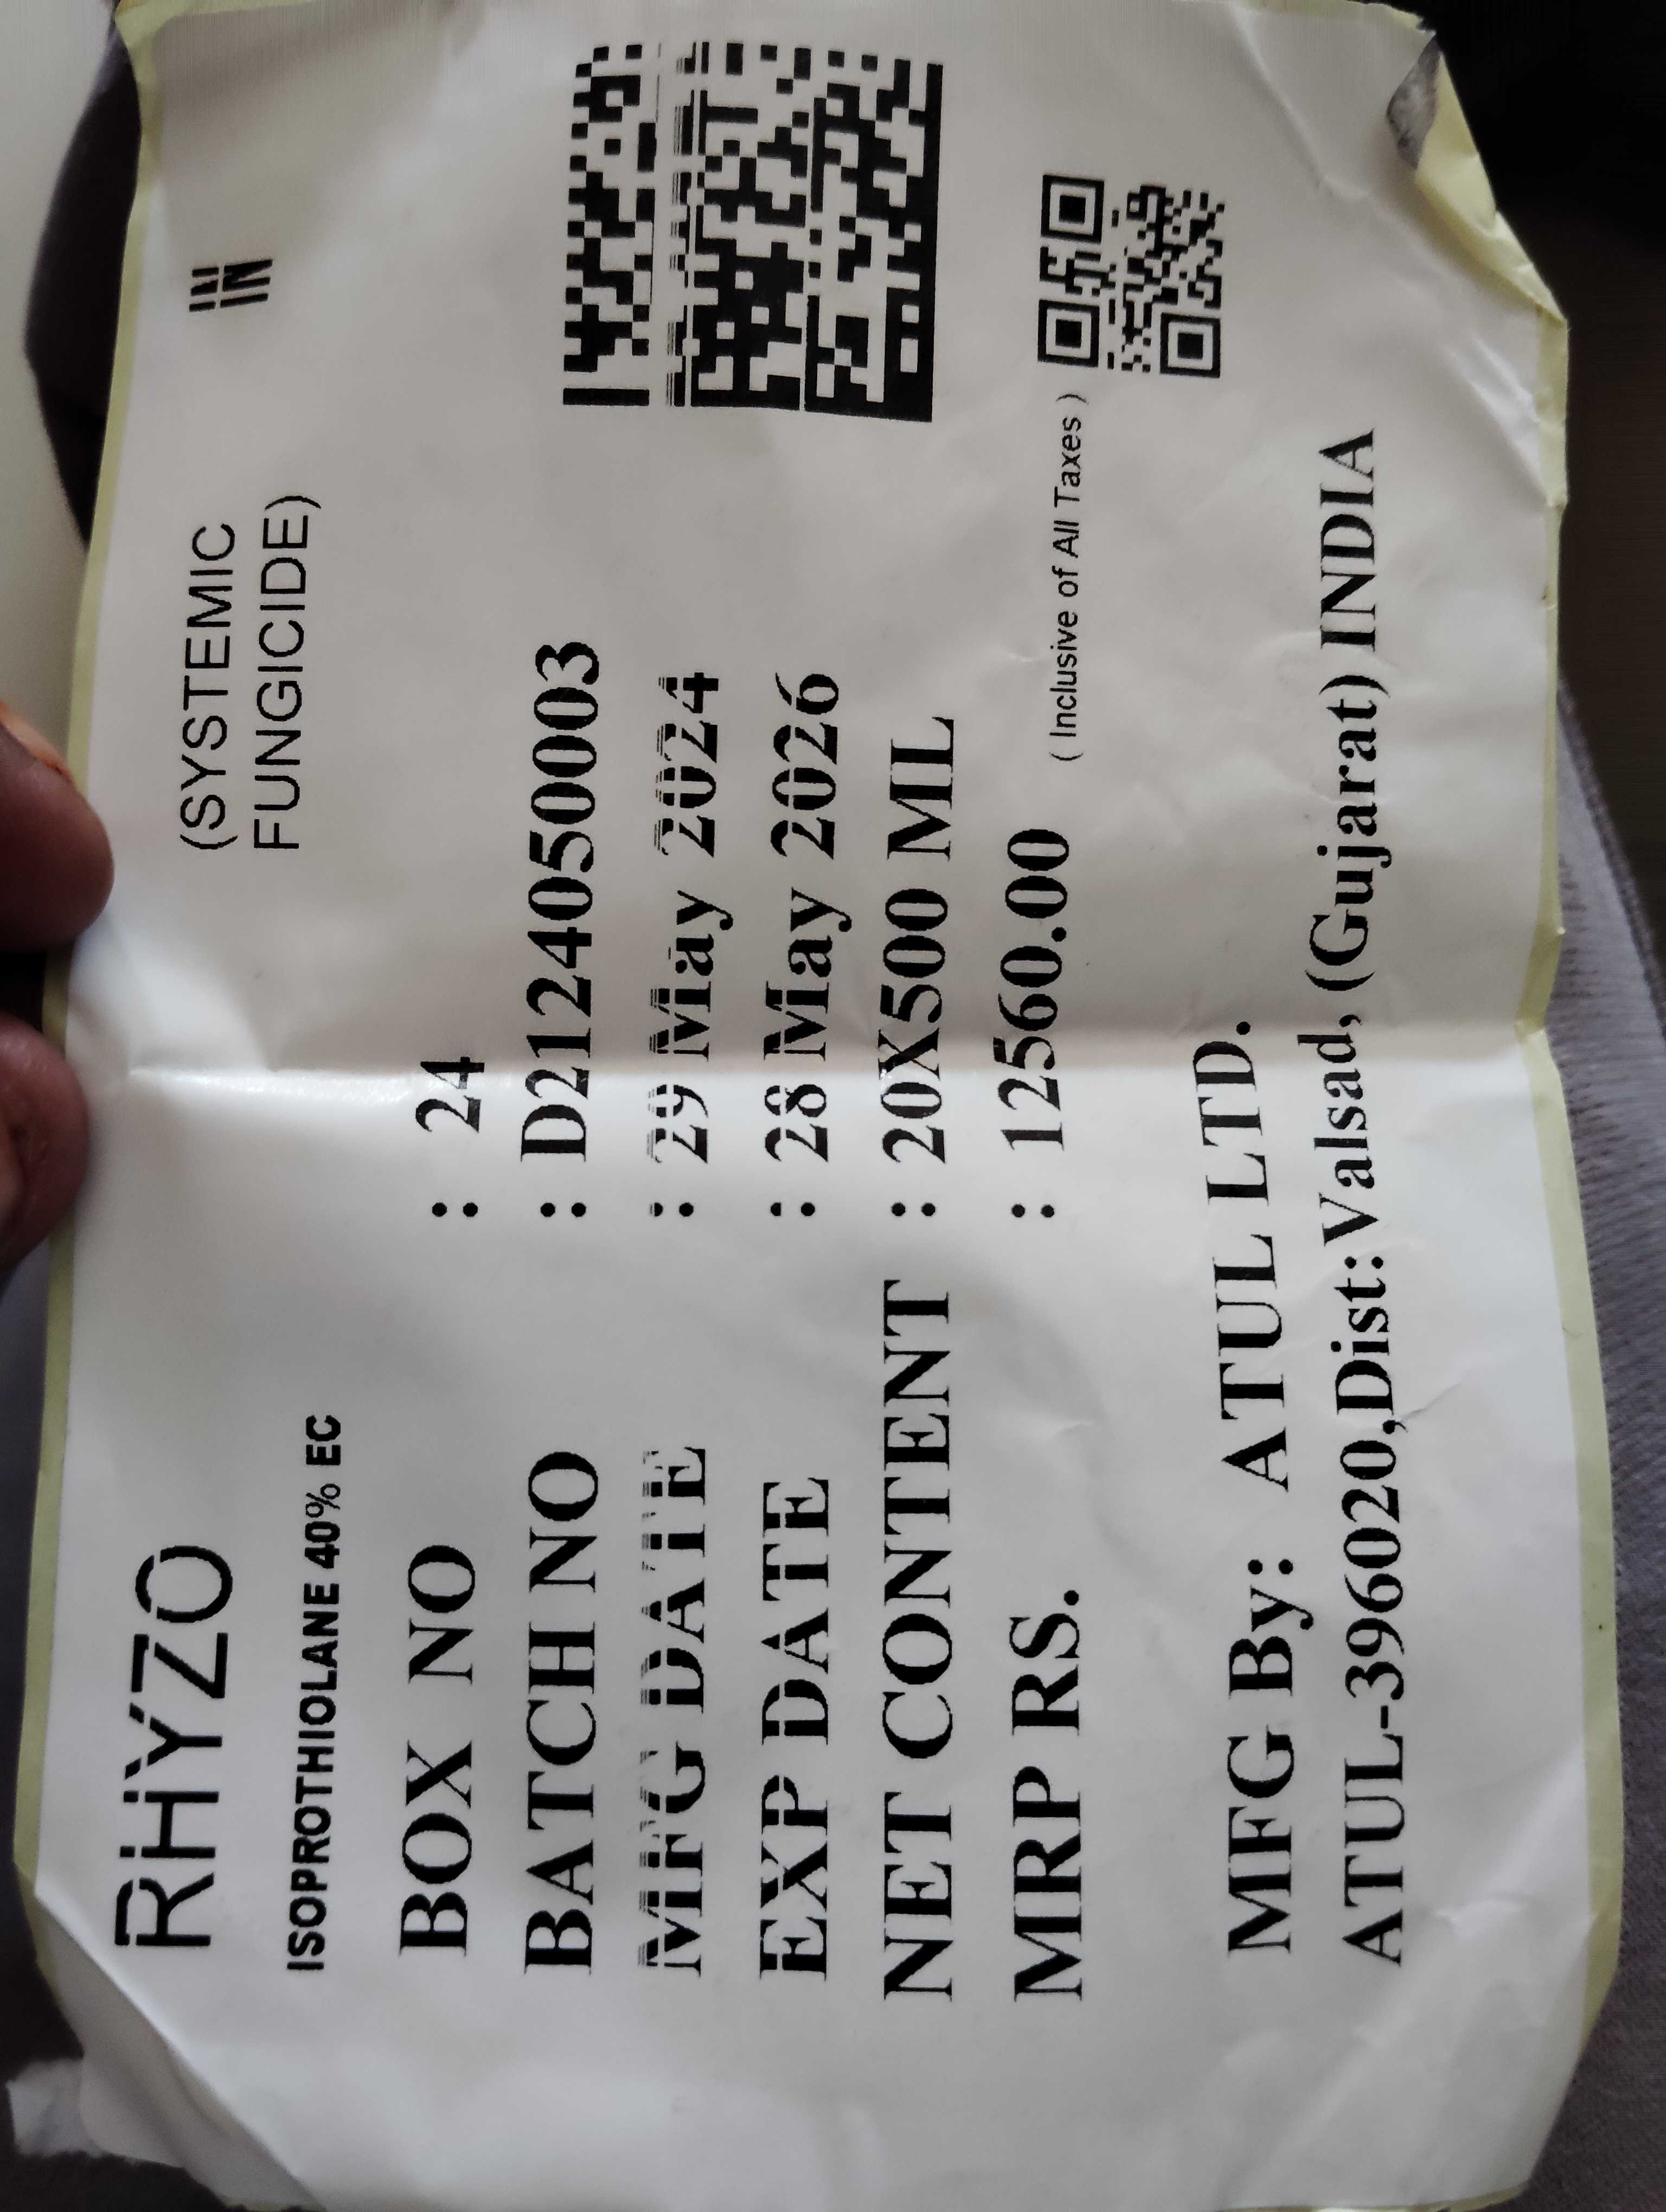 RHYZO (SYSTEMIC FUNGICIDE) IN
ISOPROTHIOLANE 40% EC
BOX NO : 24
BATCH NO : D212405003
MFG DATE : 29 May 2024
EXP DATE : 28 May 2026
NET CONTENT : 20X500 ML
MRP RS. : 12560.00 ( Inclusive of All Taxes )
MFG By: ATUL LTD.
ATUL-396020,Dist:Valsad, (Gujarat) INDIA